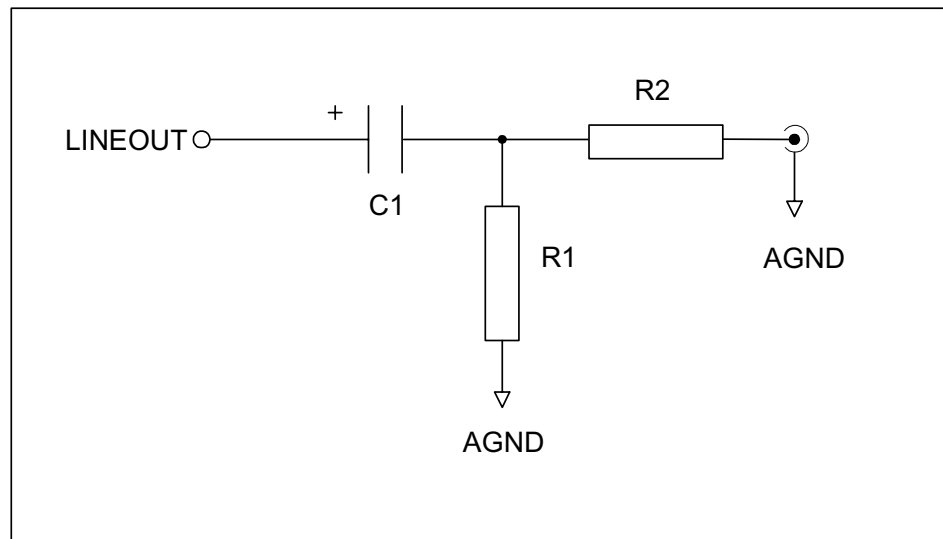 R2
+
LINEOUT
C1
R1
AGND
AGND